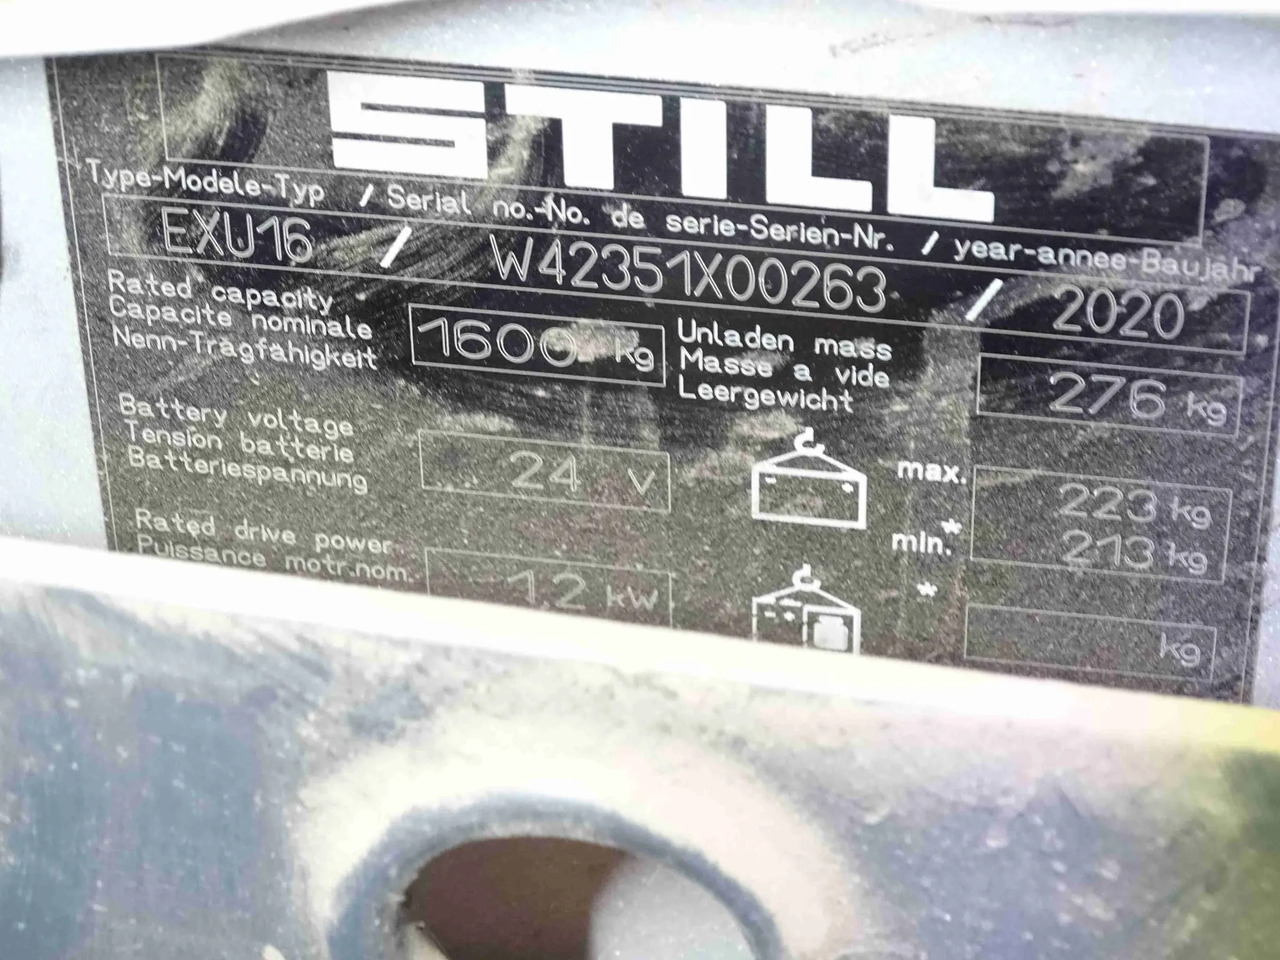 STILL
Type-Modele-Typ / Serial no.-No. de serie-Serien-Nr. / year-annee-Baujahr
EXU16 / W42351X00263 / 2020
Rated capacity
Capacite nominale
Nenn-Tragfähigkeit
1600 kg
Unladen mass
Masse a vide
Leergewicht
276 kg
Battery voltage
Tension batterie
Batteriespannung
24 V
max.
223 kg
min.*
213 kg
Rated drive power
Puissance motr.nom.
1.2 kW
*
kg